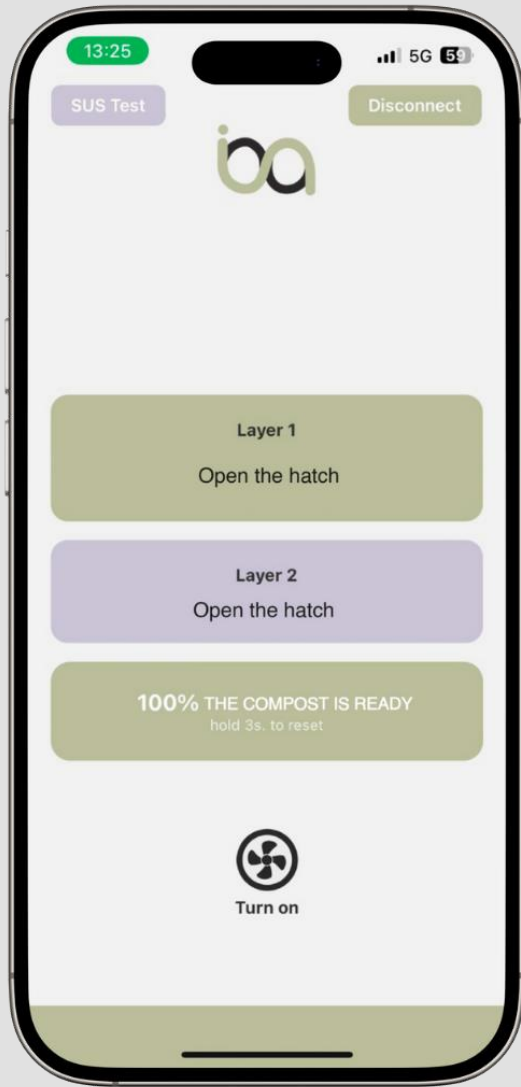 13:25
5G 59
SUS Test
Disconnect
iba
Layer 1
Open the hatch
Layer 2
Open the hatch
100% THE COMPOST IS READY
hold 3s. to reset
Turn on